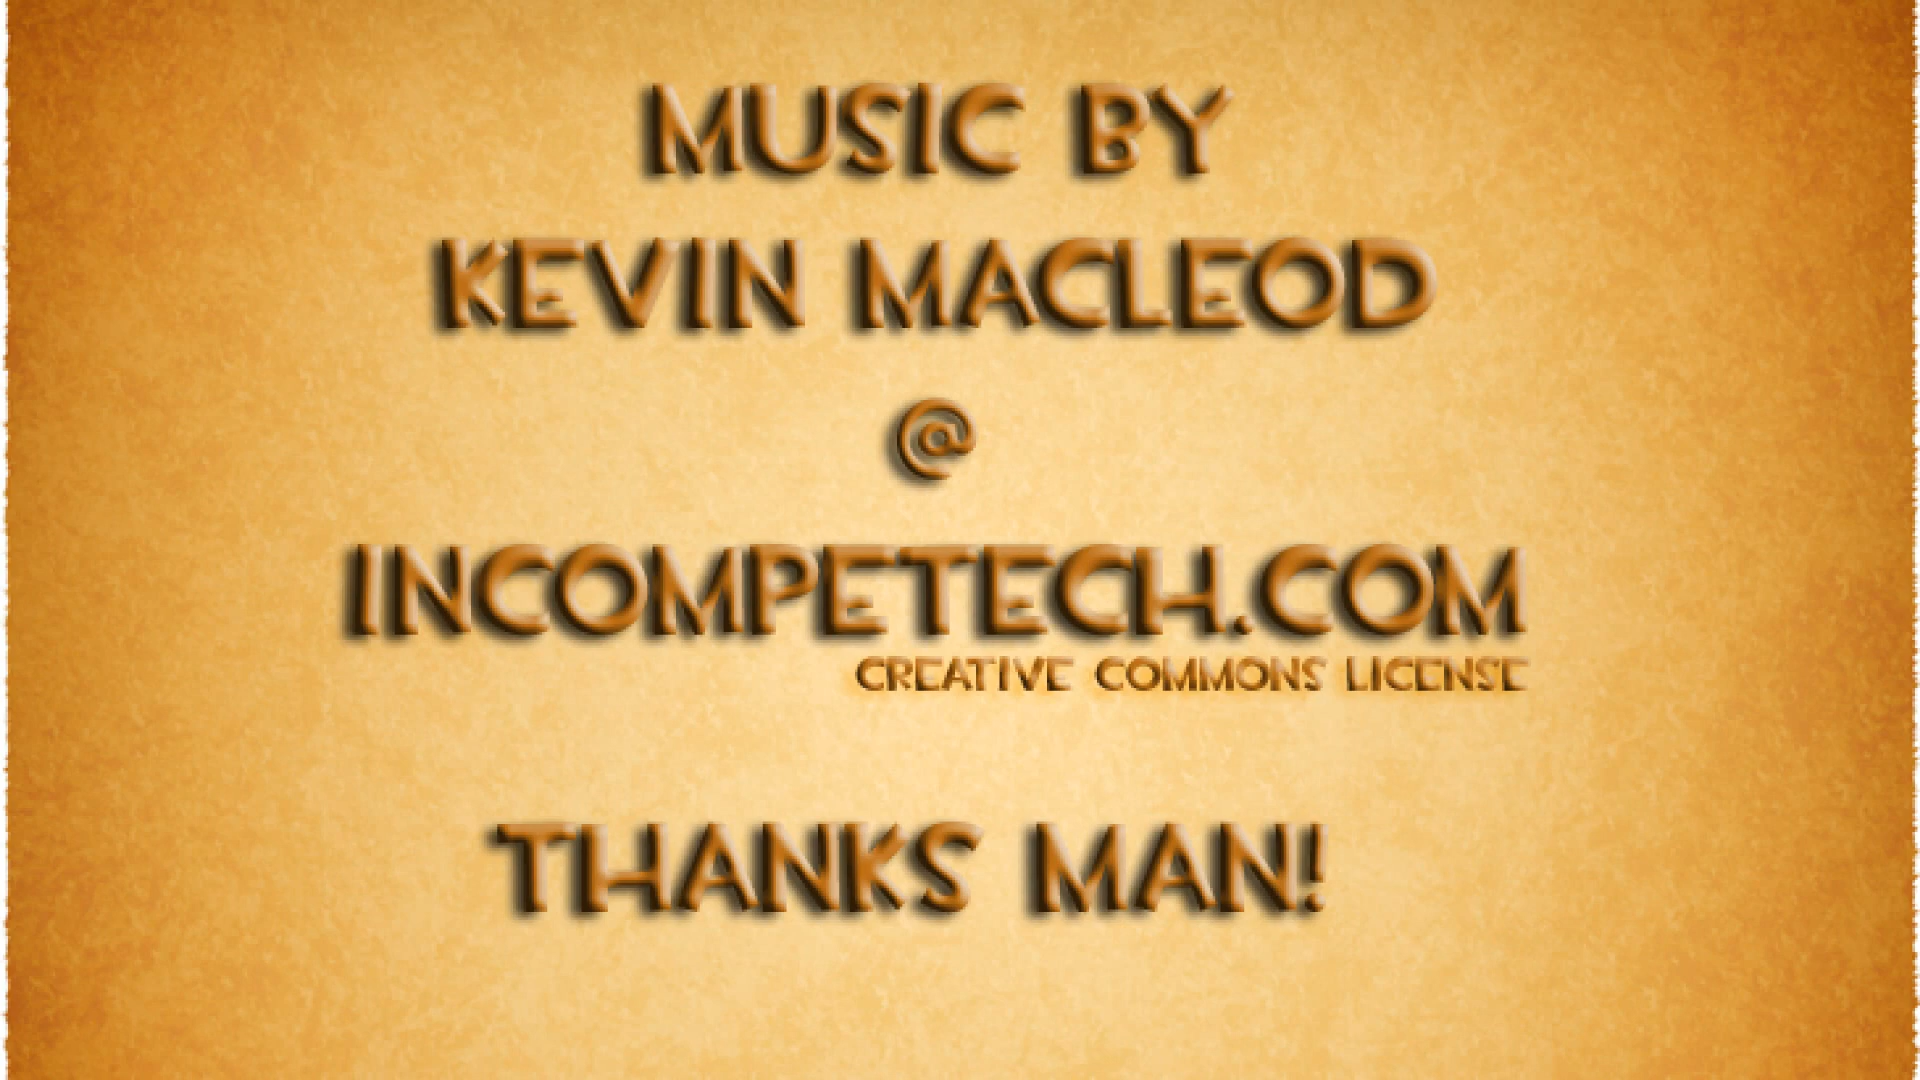 MUSIC BY
KEVIN MACLEOD
@
INCOMPETECH.COM
CREATIVE COMMONS LICENSE
THANKS MAN!